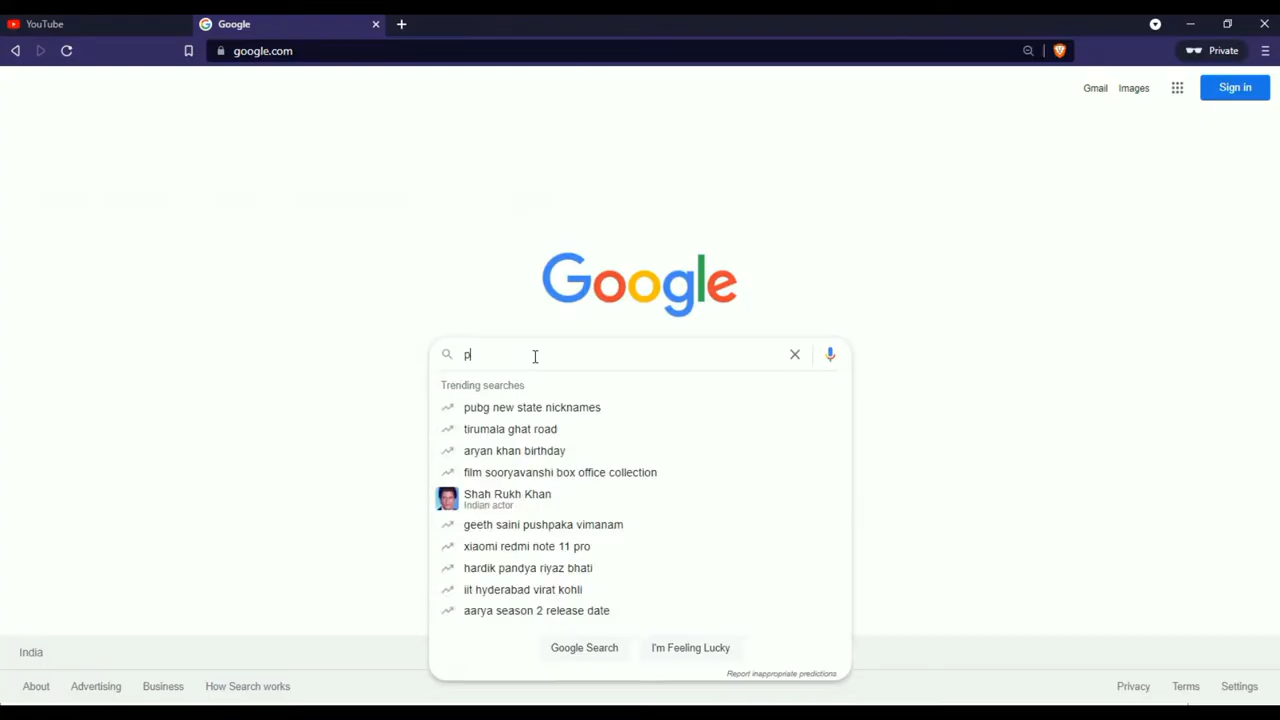 YouTube
Google
google.com
Private
Gmail
Images
Sign in
Google
p
Trending searches
pubg new state nicknames
tirumala ghat road
aryan khan birthday
film sooryavanshi box office collection
Shah Rukh Khan
Indian actor
geeth saini pushpaka vimanam
xiaomi redmi note 11 pro
hardik pandya riyaz bhati
iit hyderabad virat kohli
aarya season 2 release date
Google Search
I'm Feeling Lucky
Report inappropriate predictions
India
About
Advertising
Business
How Search works
Privacy
Terms
Settings